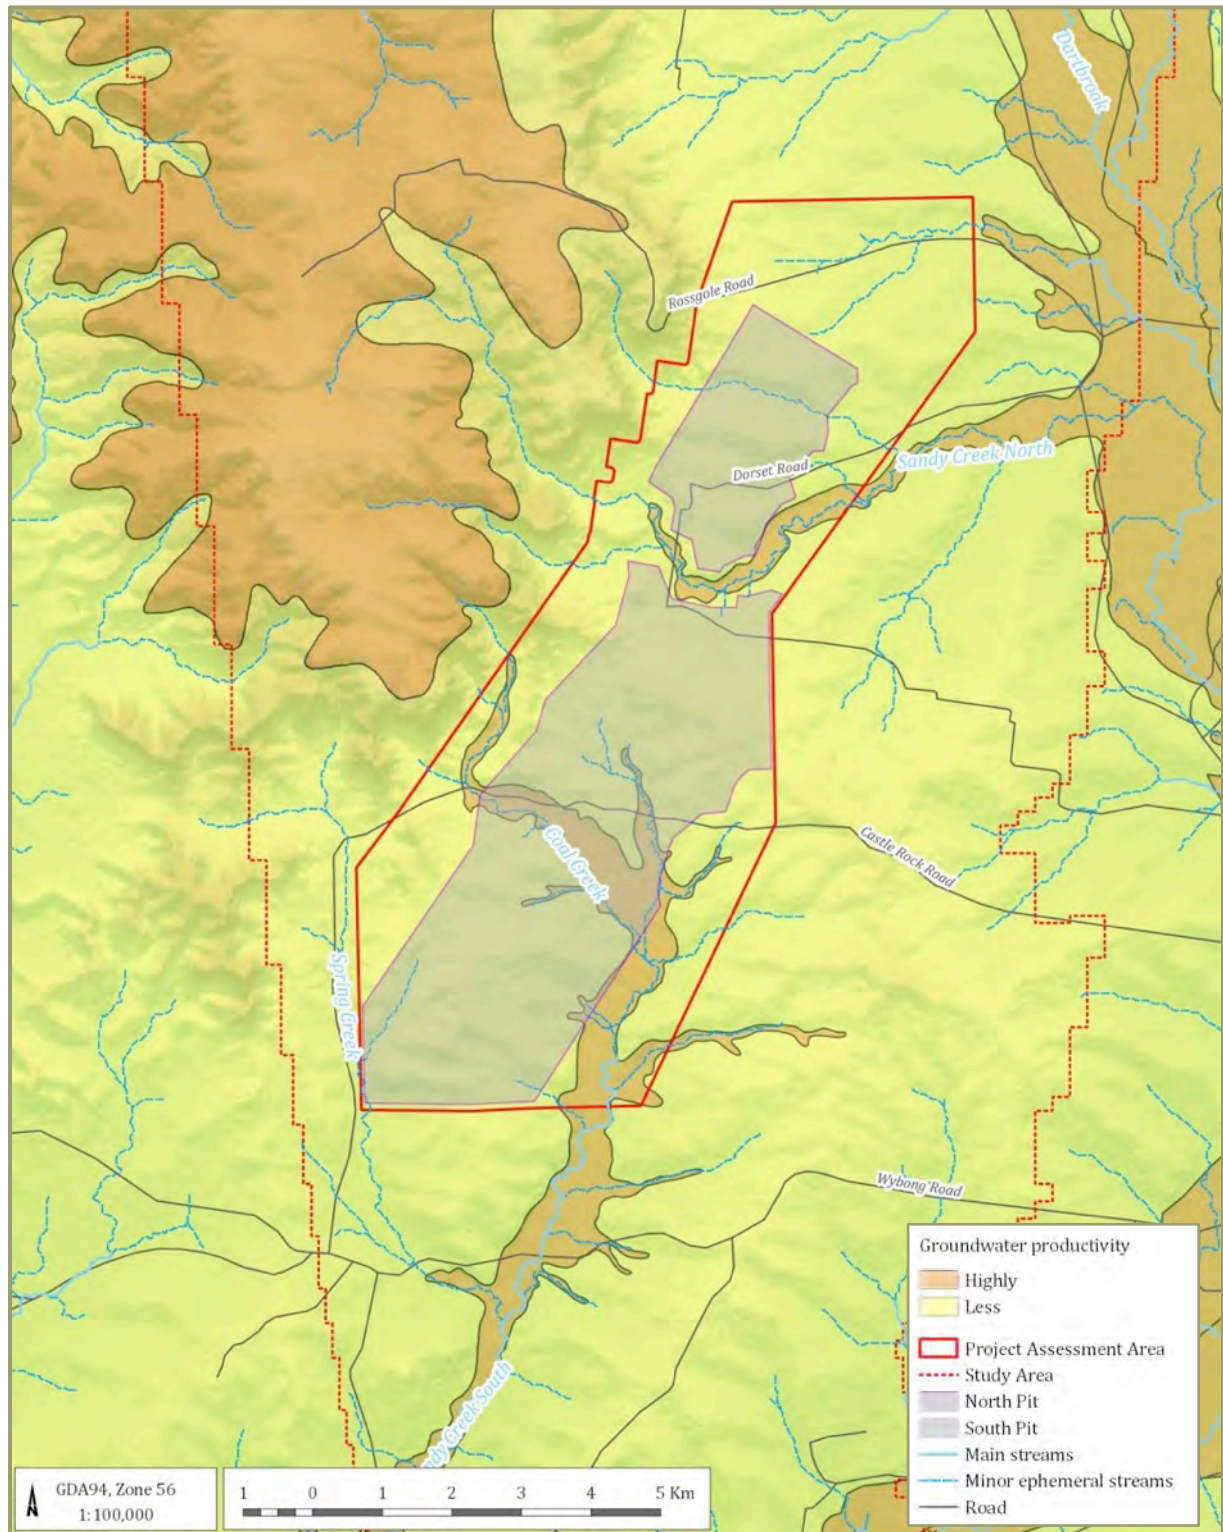 Dartbrook
Rossgole Road
Sandy Creek North
Dorset Road
Coal Creek
Castle Rock Road
Spring Creek
Wybong Road
dy Creek South
Groundwater productivity
Highly
Less
Project Assessment Area
Study Area
North Pit
South Pit
Main streams
Minor ephemeral streams
Road
GDA94, Zone 56
1:100,000
1 0 1 2 3 4 5 Km